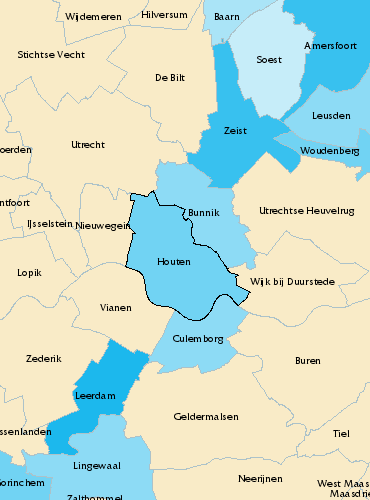 Wijdemeren
Hilversum
Baarn
Amersfoort
Stichtse Vecht
Soest
De Bilt
Leusden
Zeist
Utrecht
oerden
Woudenberg
ntfoort
IJsselstein
Nieuwegein
Bunnik
Utrechtse Heuvelrug
Houten
Lopik
Wijk bij Duurstede
Vianen
Culemborg
Zederik
Buren
Leerdam
Geldermalsen
ssenlanden
Tiel
Lingewaal
Gorinchem
Neerijnen
West Maas
Maasdrie
Zaltbommel